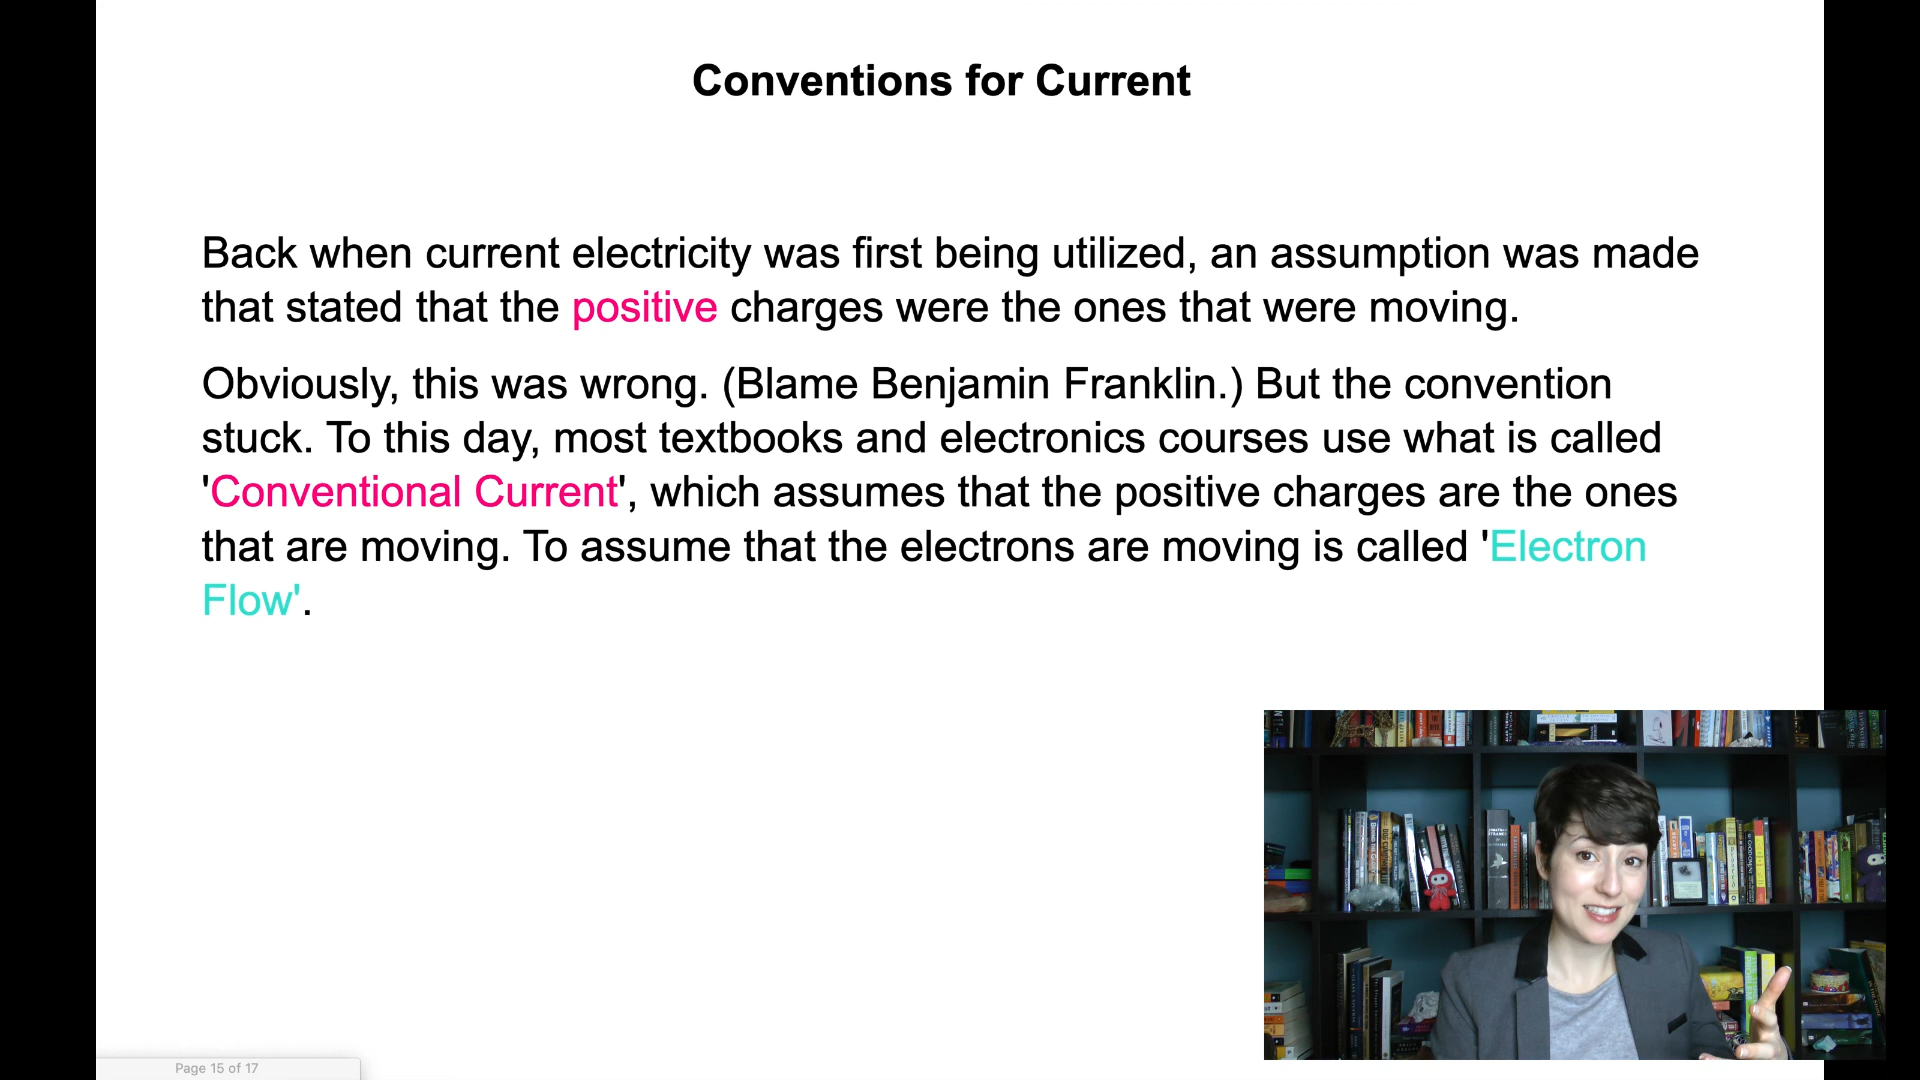 Conventions for Current
Back when current electricity was first being utilized, an assumption was made
that stated that the positive charges were the ones that were moving.
Obviously, this was wrong. (Blame Benjamin Franklin.) But the convention
stuck. To this day, most textbooks and electronics courses use what is called
'Conventional Current', which assumes that the positive charges are the ones
that are moving. To assume that the electrons are moving is called 'Electron
Flow'.
Page 15 of 17